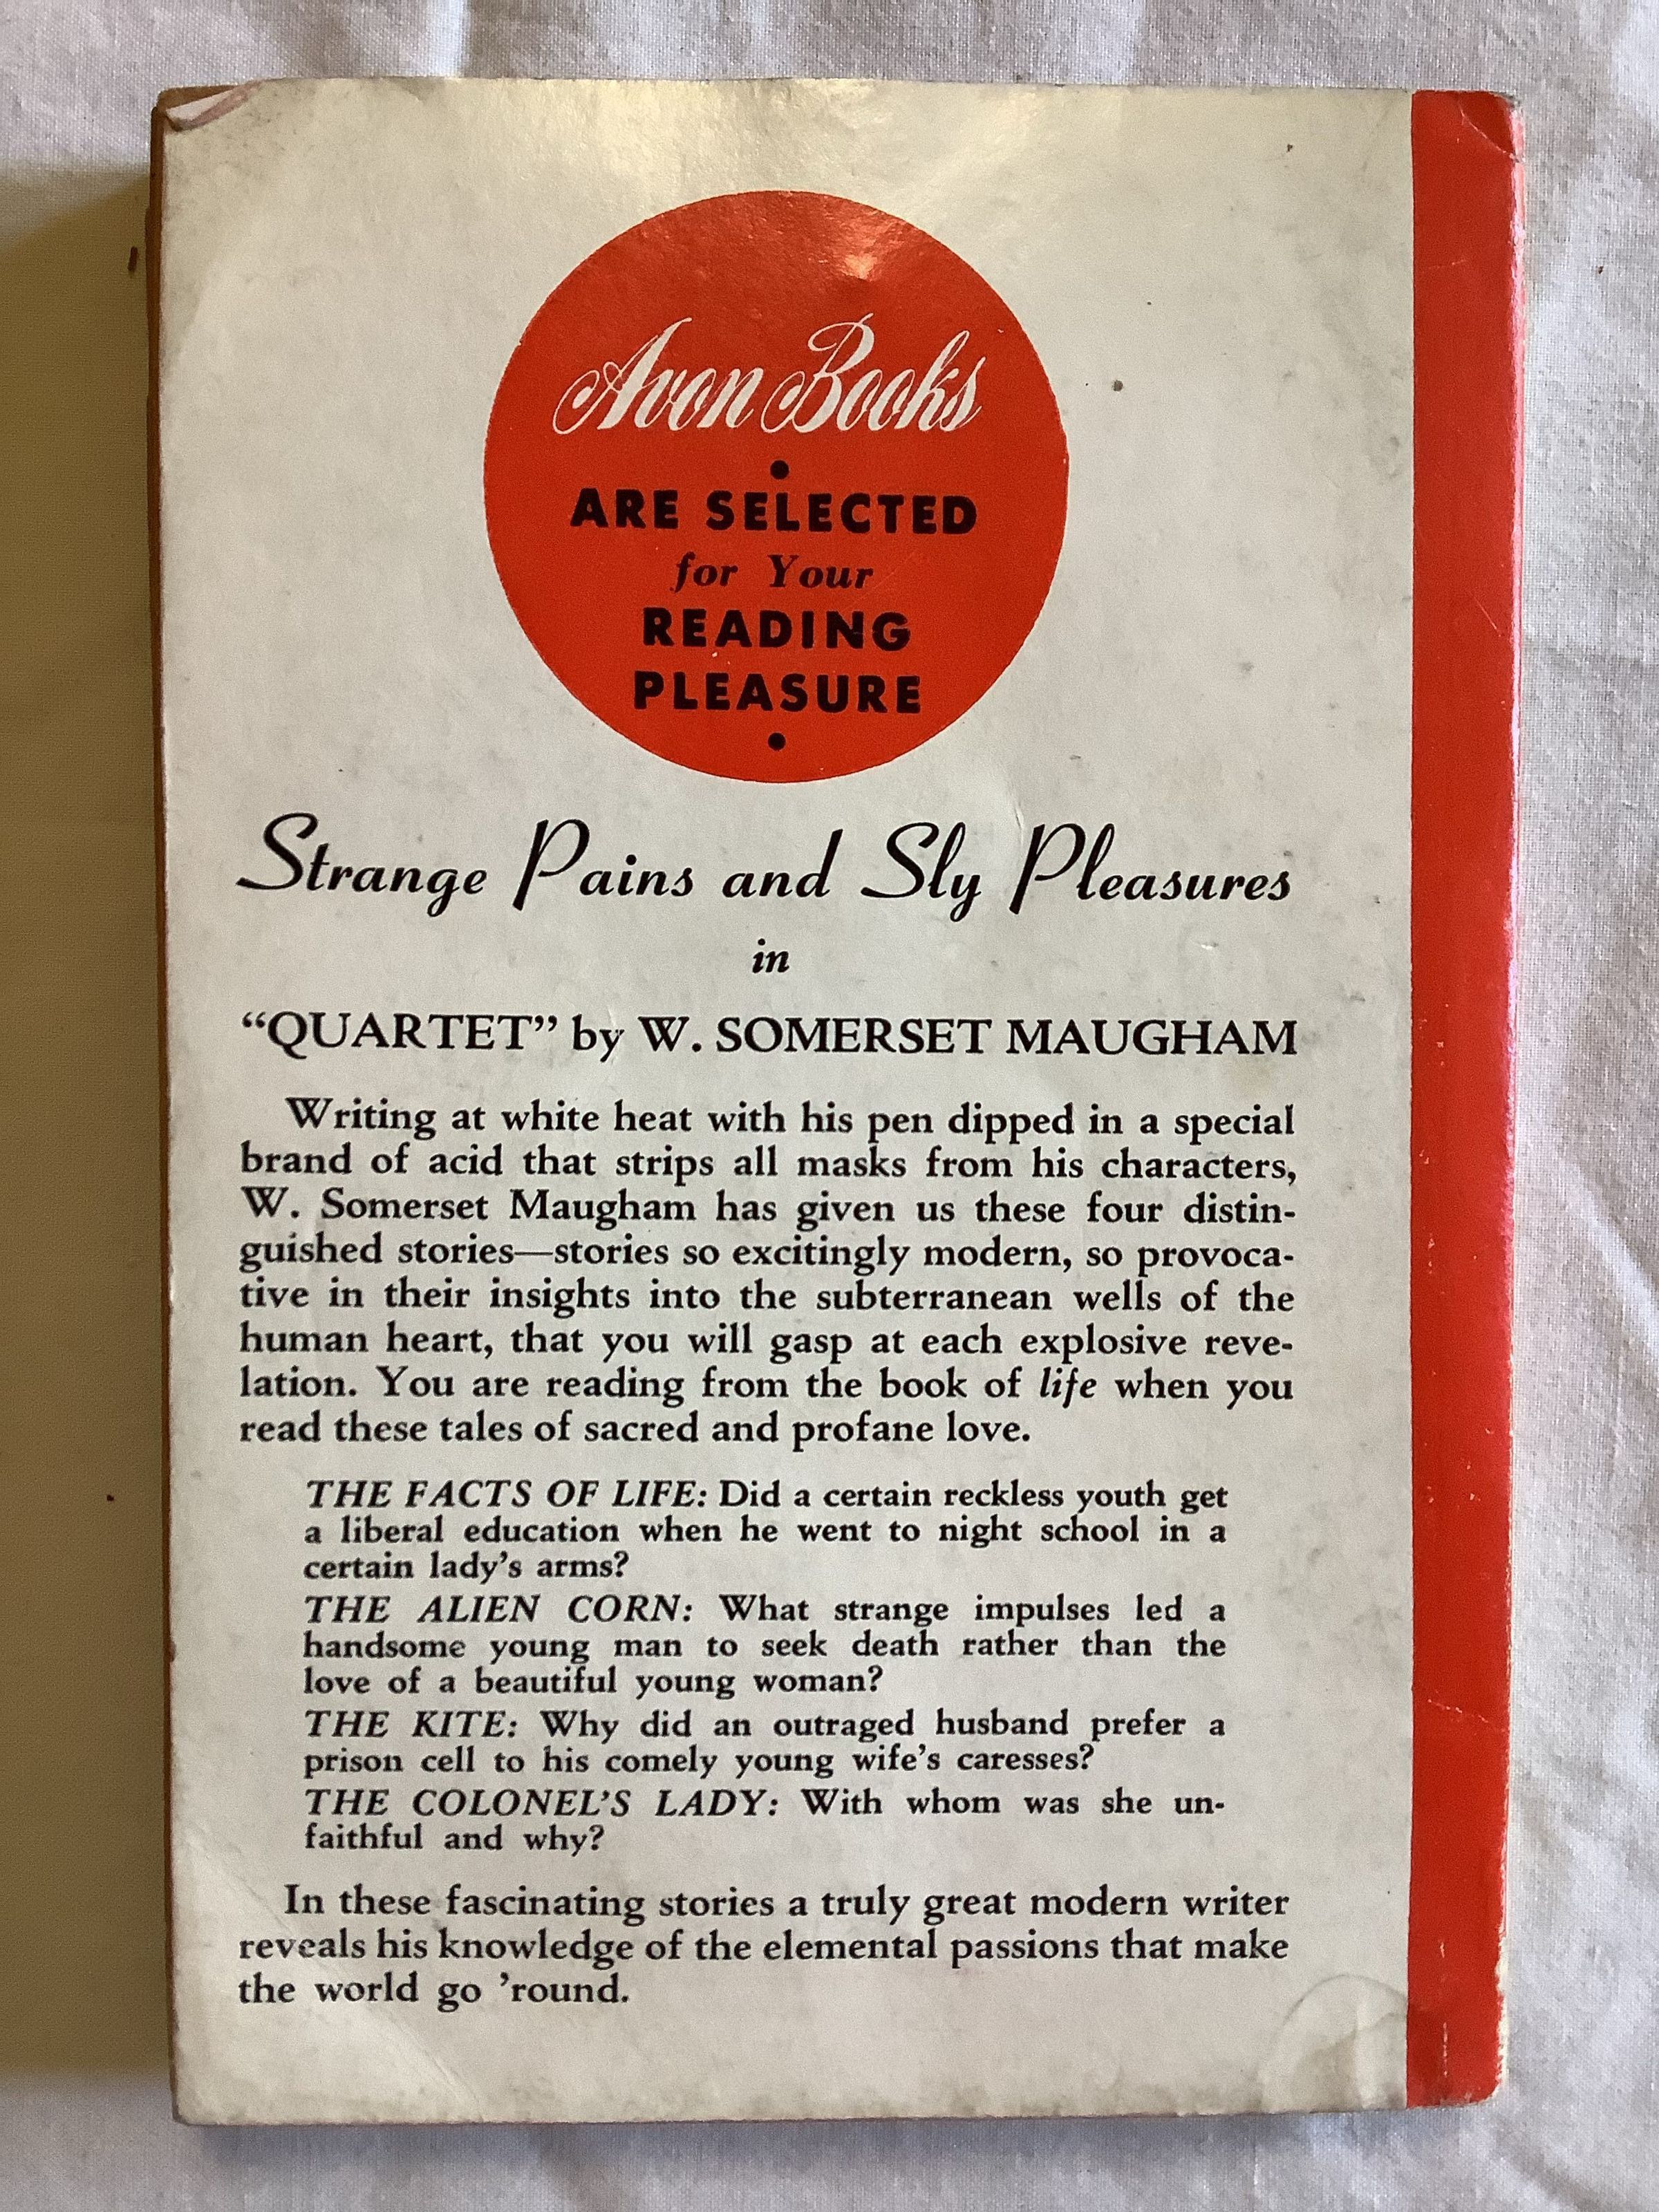 Avon Books
•
ARE SELECTED
for Your
READING
PLEASURE
•
Strange Pains and Sly Pleasures
in
“QUARTET” by W. SOMERSET MAUGHAM
Writing at white heat with his pen dipped in a special
brand of acid that strips all masks from his characters,
W. Somerset Maugham has given us these four distin-
guished stories—stories so excitingly modern, so provoca-
tive in their insights into the subterranean wells of the
human heart, that you will gasp at each explosive reve-
lation. You are reading from the book of life when you
read these tales of sacred and profane love.
THE FACTS OF LIFE: Did a certain reckless youth get
a liberal education when he went to night school in a
certain lady’s arms?
THE ALIEN CORN: What strange impulses led a
handsome young man to seek death rather than the
love of a beautiful young woman?
THE KITE: Why did an outraged husband prefer a
prison cell to his comely young wife’s caresses?
THE COLONEL’S LADY: With whom was she un-
faithful and why?
In these fascinating stories a truly great modern writer
reveals his knowledge of the elemental passions that make
the world go ’round.